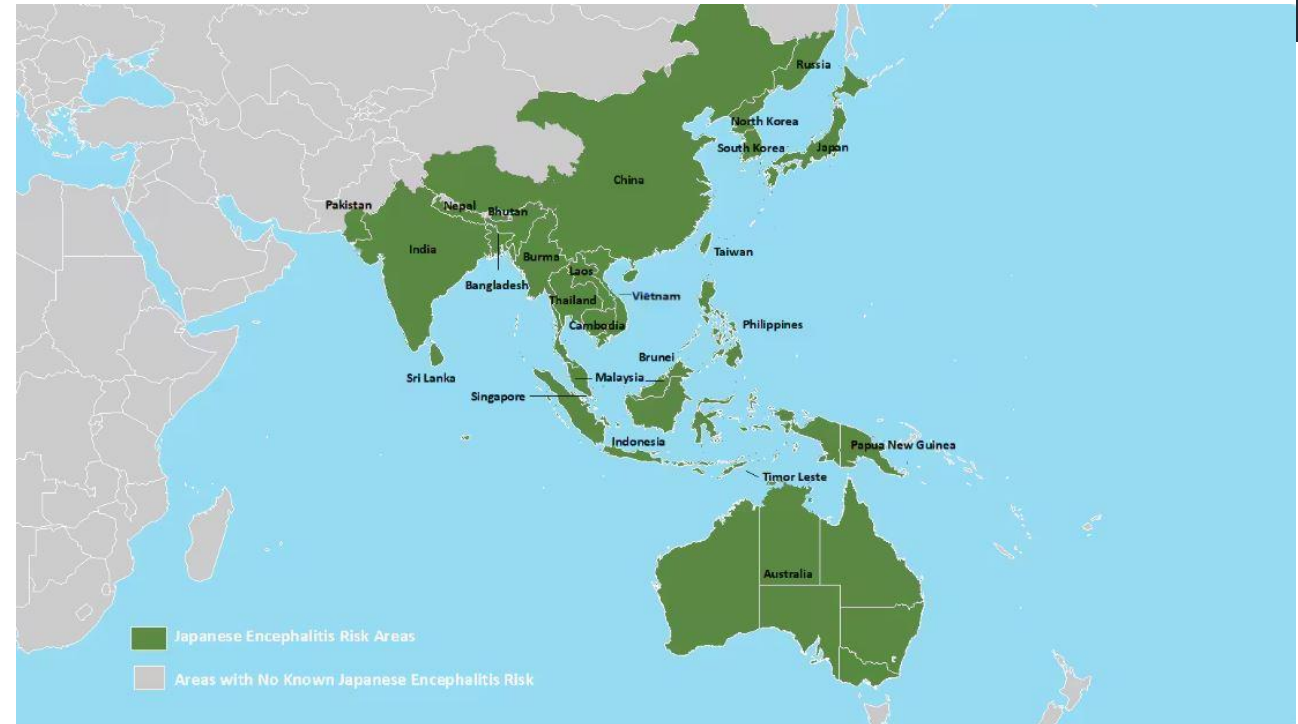 Russia
North Korea
South Korea
Japan
China
Pakistan
Nepal
Bhutan
India
Burma
Taiwan
Laos
Bangladesh
Vietnam
Thailand
Cambodia
Philippines
Brunei
Sri Lanka
Malaysia
Singapore
Indonesia
Papua New Guinea
Timor Leste
Australia
Japanese Encephalitis Risk Areas
Areas with No Known Japanese Encephalitis Risk